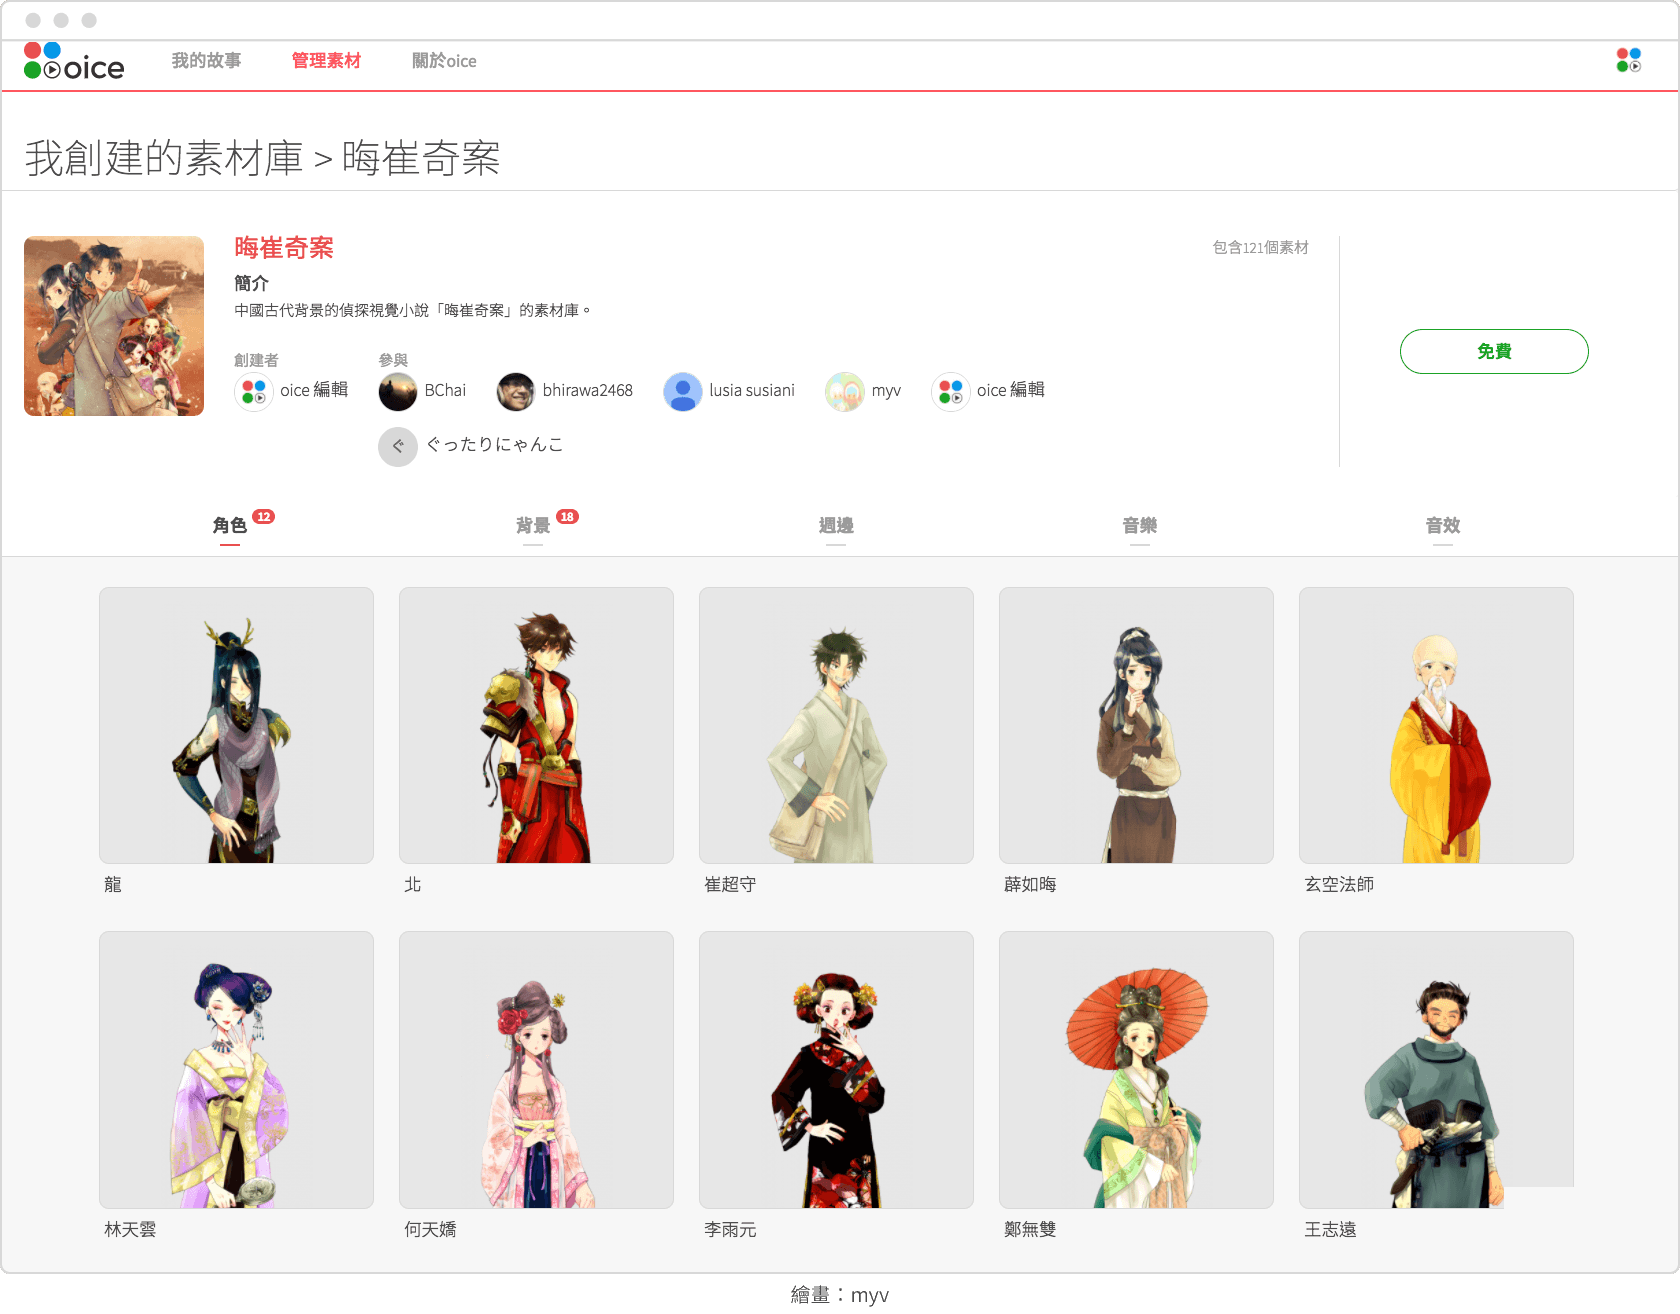 oice 我的故事 管理素材 關於oice
我創建的素材庫 > 晦崔奇案
晦崔奇案 包含121個素材
簡介
中國古代背景的偵探視覺小說「晦崔奇案」的素材庫。
免費
創建者 參與
oice 編輯 BChai bhirawa2468 lusia susiani myv oice 編輯
ぐ ぐったりにゃんこ
角色 12 背景 18 週邊 音樂 音效
龍 北 崔超守 薜如晦 玄空法師
林天雲 何天嬌 李雨元 鄭無雙 王志遠
繪畫：myv